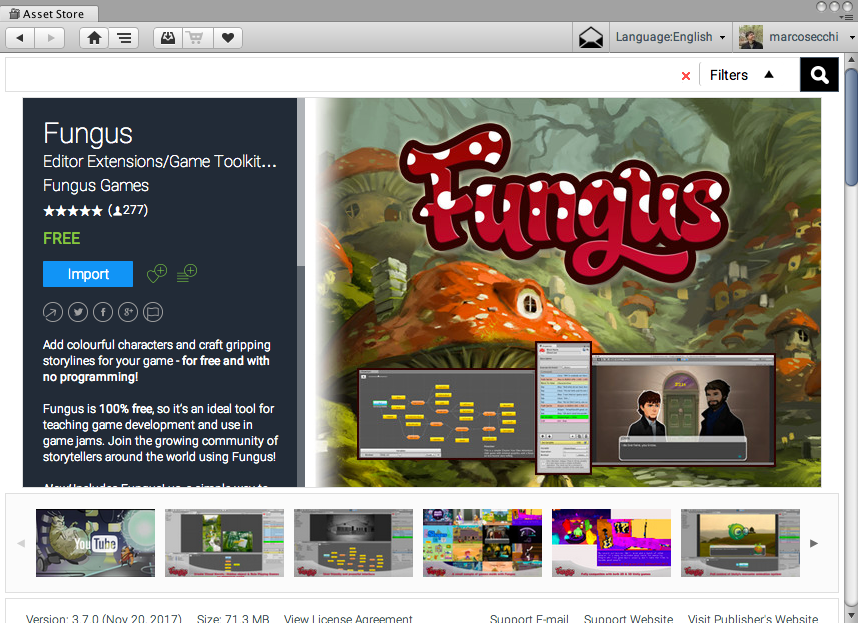 Asset Store
Language:English
marcosecchi
Filters
Fungus
Editor Extensions/Game Toolkit...
Fungus Games
(277)
FREE
Import
Add colourful characters and craft gripping
storylines for your game - for free and with
no programming!
Fungus is 100% free, so it's an ideal tool for
teaching game development and use in
game jams. Join the growing community of
storytellers around the world using Fungus!
Fungus
YouTube
Version: 3.7.0 (Nov 20, 2017) Size: 71.3 MB View License Agreement
Support E-mail Support Website Visit Publisher's Website